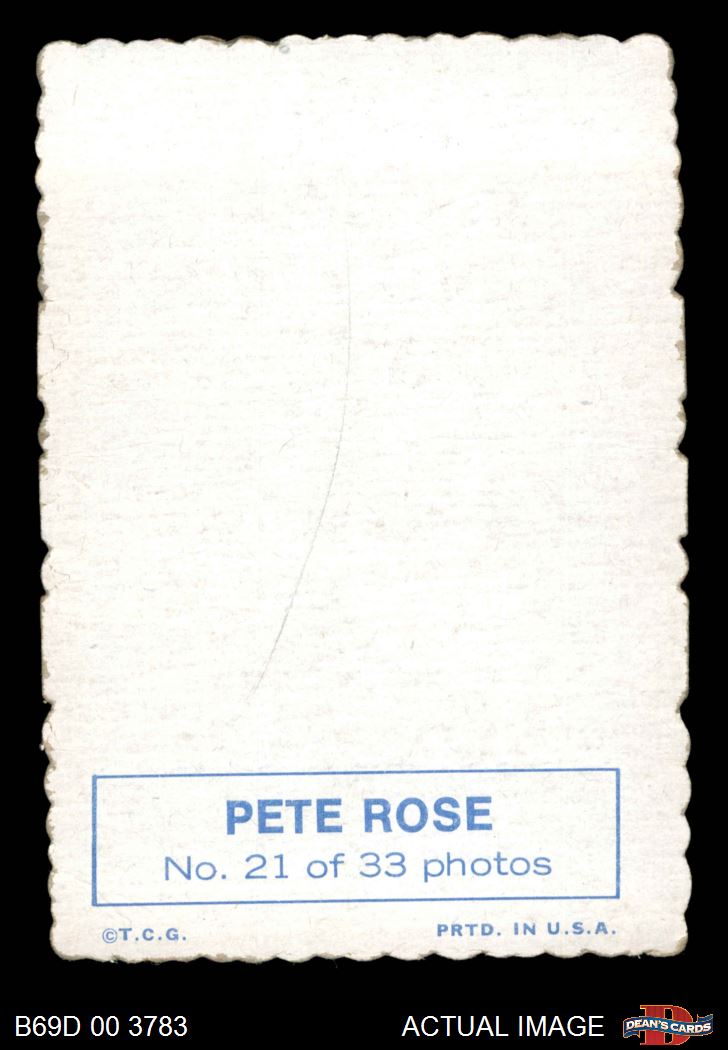 PETE ROSE
No. 21 of 33 photos
©T.C.G. PRTD. IN U.S.A.
B69D 00 3783 ACTUAL IMAGE D DEAN'S CARDS